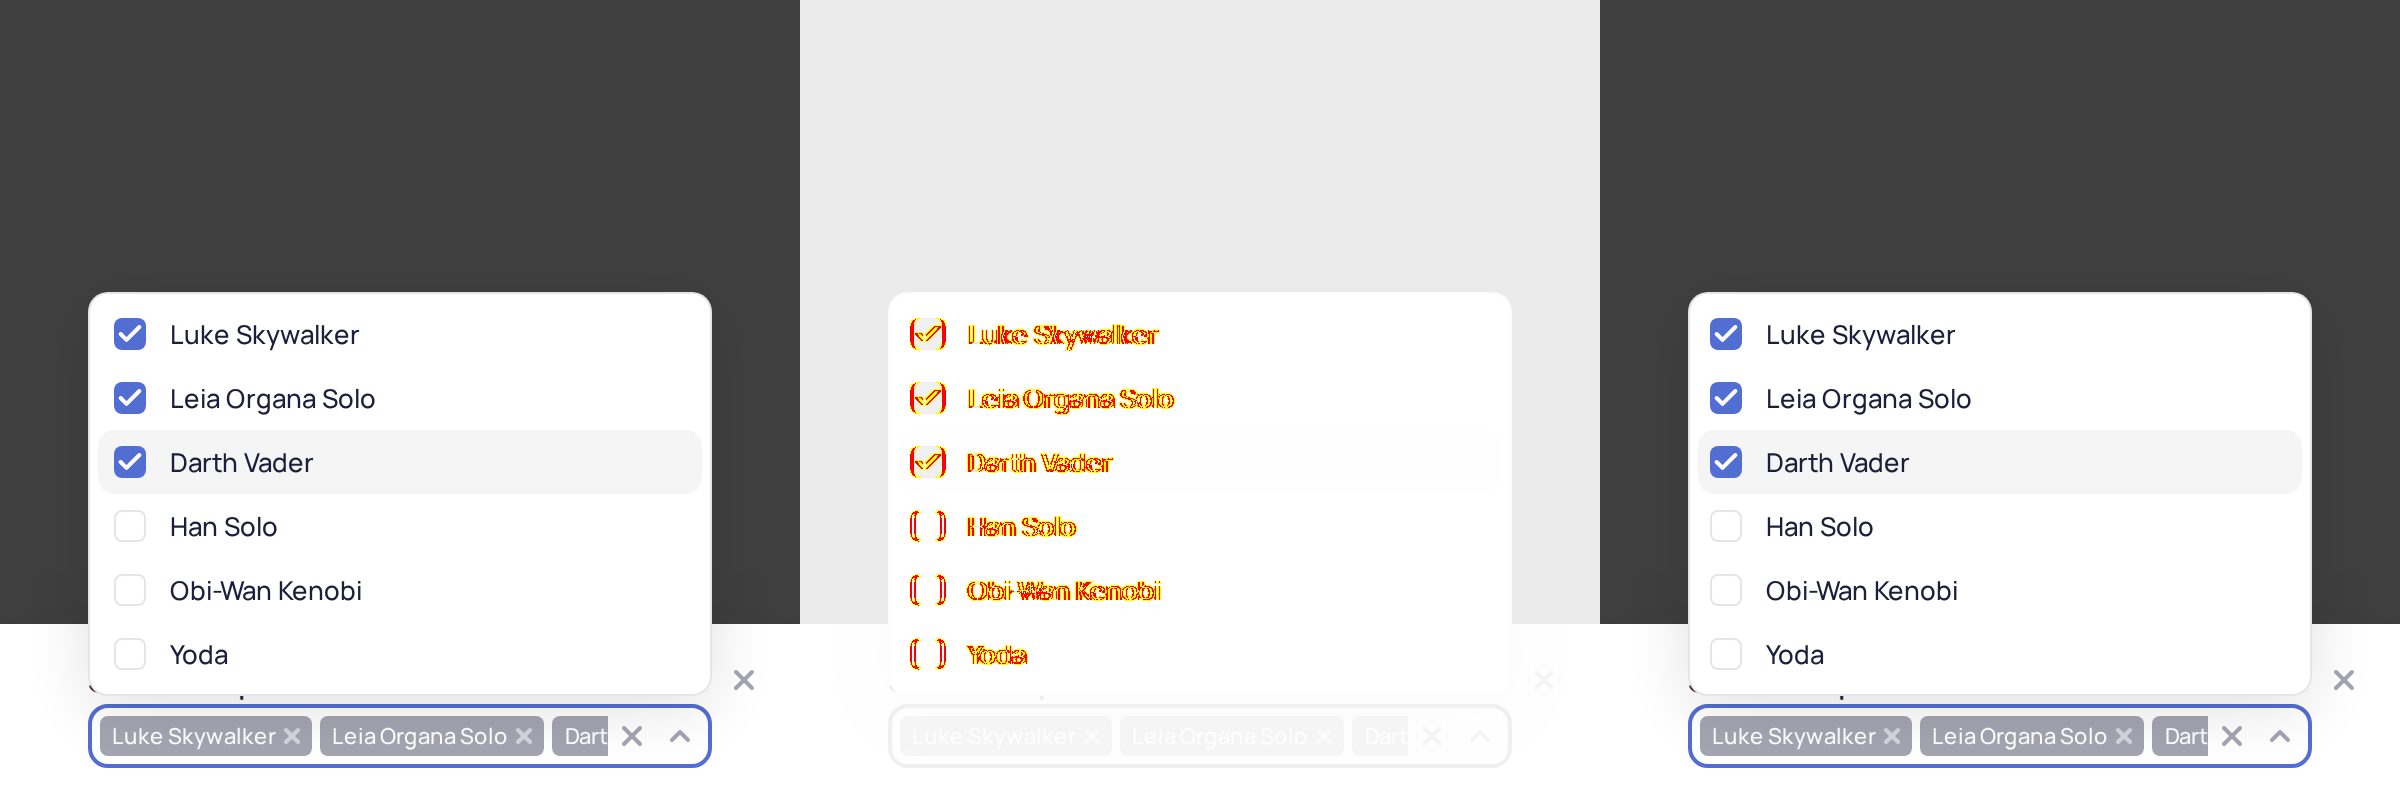 Luke Skywalker
Leia Organa Solo
Darth Vader
Han Solo
Obi-Wan Kenobi
Yoda
Luke Skywalker Leia Organa Solo Dart
Luke Skywalker
Leia Organa Solo
Darth Vader
Han Solo
Obi-Wan Kenobi
Yoda
Luke Skywalker Leia Organa Solo Dart
Luke Skywalker
Leia Organa Solo
Darth Vader
Han Solo
Obi-Wan Kenobi
Yoda
Luke Skywalker Leia Organa Solo Dart